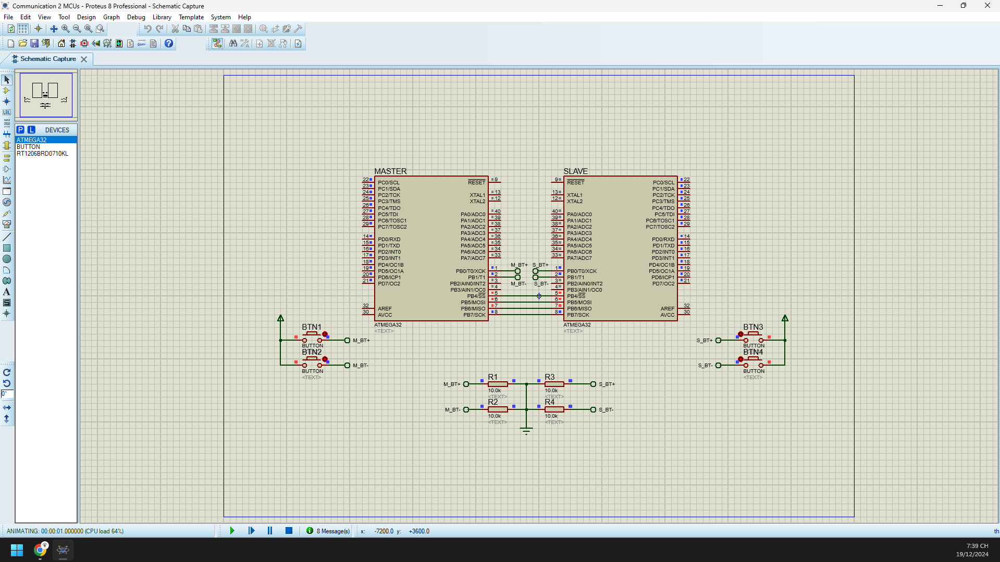 Communication 2 MCUs - Proteus 8 Professional - Schematic Capture
File Edit View Tool Design Graph Debug Library Template System Help
Schematic Capture
LBL
P L DEVICES
ATMEGA32
BUTTON
RT1206BRD0710KL
A
S
0°
MASTER
22 PC0/SCL
23 PC1/SDA
24 PC2/TCK
25 PC3/TMS
26 PC4/TDO
27 PC5/TDI
28 PC6/TOSC1
29 PC7/TOSC2
14 PD0/RXD
15 PD1/TXD
16 PD2/INT0
17 PD3/INT1
18 PD4/OC1B
19 PD5/OC1A
20 PD6/ICP1
21 PD7/OC2
32 AREF
30 AVCC
RESET 9
XTAL1 13
XTAL2 12
PA0/ADC0 40
PA1/ADC1 39
PA2/ADC2 38
PA3/ADC3 37
PA4/ADC4 36
PA5/ADC5 35
PA6/ADC6 34
PA7/ADC7 33
PB0/T0/XCK 1
PB1/T1 2
PB2/AIN0/INT2 3
PB3/AIN1/OC0 4
PB4/SS 5
PB5/MOSI 6
PB6/MISO 7
PB7/SCK 8
ATMEGA32
<TEXT>
M_BT+ S_BT+
M_BT- S_BT-
SLAVE
9 RESET
13 XTAL1
12 XTAL2
40 PA0/ADC0
39 PA1/ADC1
38 PA2/ADC2
37 PA3/ADC3
36 PA4/ADC4
35 PA5/ADC5
34 PA6/ADC6
33 PA7/ADC7
1 PB0/T0/XCK
2 PB1/T1
3 PB2/AIN0/INT2
4 PB3/AIN1/OC0
5 PB4/SS
6 PB5/MOSI
7 PB6/MISO
8 PB7/SCK
PC0/SCL 22
PC1/SDA 23
PC2/TCK 24
PC3/TMS 25
PC4/TDO 26
PC5/TDI 27
PC6/TOSC1 28
PC7/TOSC2 29
PD0/RXD 14
PD1/TXD 15
PD2/INT0 16
PD3/INT1 17
PD4/OC1B 18
PD5/OC1A 19
PD6/ICP1 20
PD7/OC2 21
AREF 32
AVCC 30
ATMEGA32
<TEXT>
BTN1
M_BT+
BUTTON
BTN2
M_BT-
BUTTON
<TEXT>
BTN3
S_BT+
BUTTON
BTN4
S_BT-
BUTTON
<TEXT>
R1 R3
M_BT+ S_BT+
10.0k 10.0k
<TEXT> <TEXT>
R2 R4
M_BT- S_BT-
10.0k 10.0k
<TEXT> <TEXT>
ANIMATING: 00:00:01.000000 (CPU load 64%) 8 Message(s) x: -7200.0 y: +3600.0 th
7:39 CH
19/12/2024